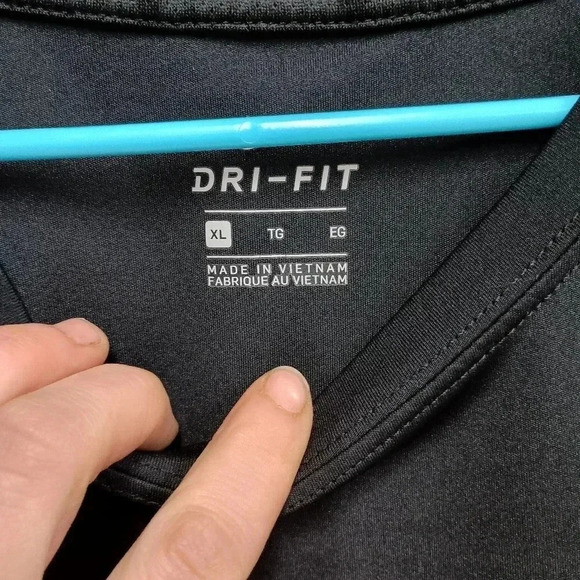 DRI-FIT
XL TG EG
MADE IN VIETNAM
FABRIQUE AU VIETNAM